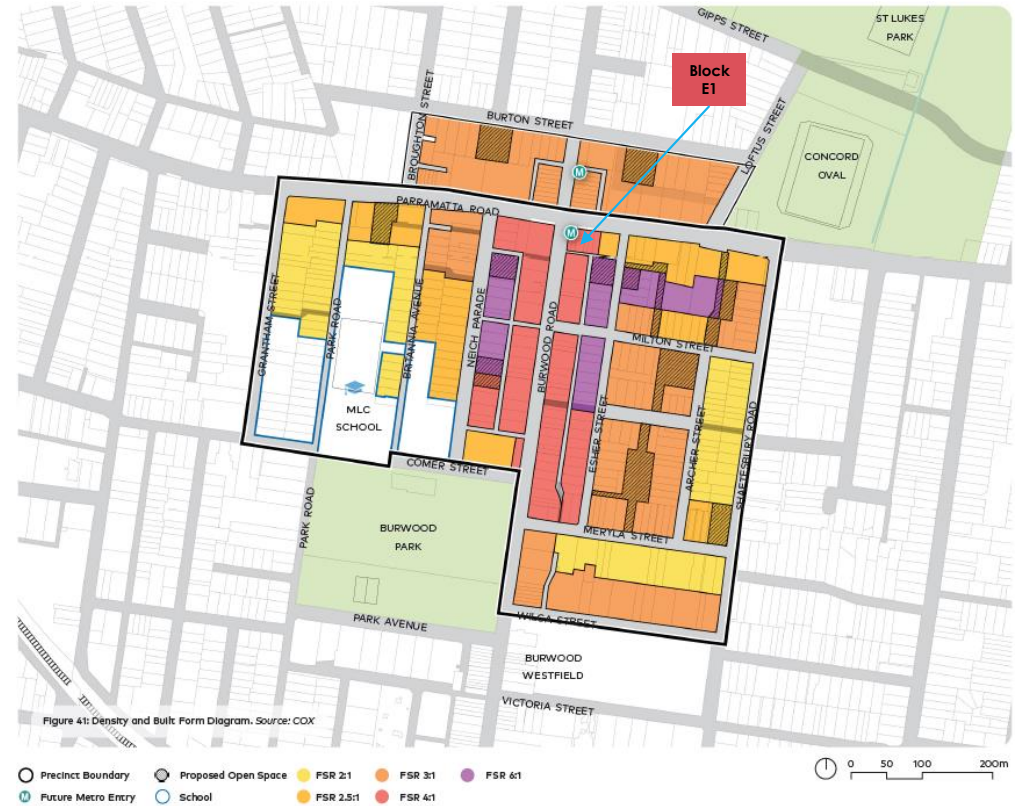 GIPPS STREET
ST LUKES
PARK
Block
E1
BROUGHTON STREET
BURTON STREET
LOFTUS STREET
CONCORD
OVAL
M
PARRAMATTA ROAD
M
GRANTHAM STREET
PARK ROAD
BRITANNIA AVENUE
NEICH PARADE
BURWOOD ROAD
MILTON STREET
MLC
SCHOOL
ESHER STREET
ARCHER STREET
SHAFTESBURY ROAD
COMER STREET
PARK ROAD
BURWOOD
PARK
MERYLA STREET
PARK AVENUE
WILGA STREET
BURWOOD
WESTFIELD
VICTORIA STREET
Figure 41: Density and Built Form Diagram. Source: COX
Precinct Boundary
Proposed Open Space
FSR 2:1
FSR 3:1
FSR 6:1
0 50 100 200m
M Future Metro Entry
School
FSR 2.5:1
FSR 4:1